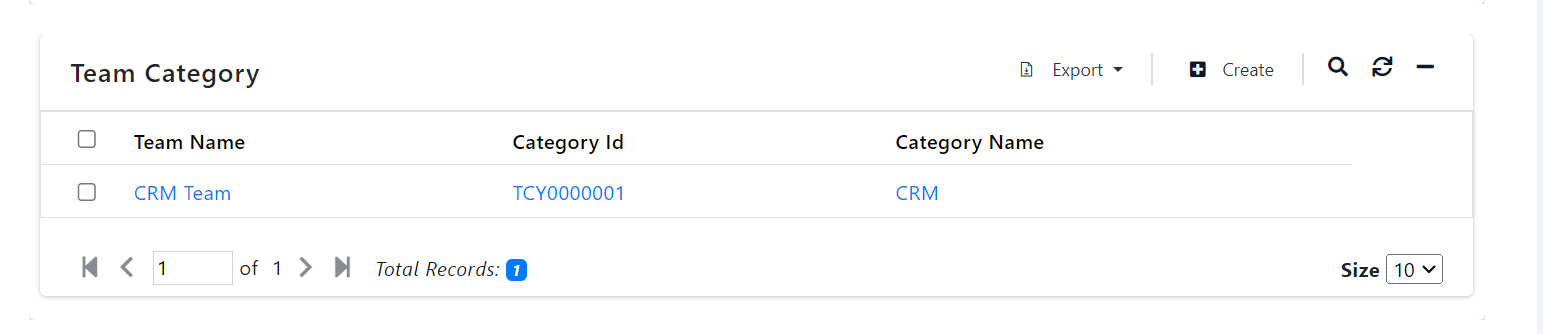 Team Category
Export
Create
Team Name Category Id Category Name
CRM Team TCY0000001 CRM
1 of 1 Total Records: 1 Size 10